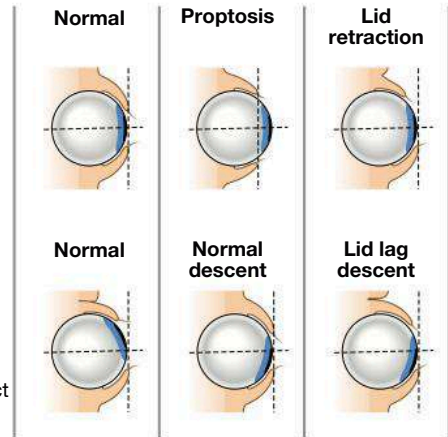 Normal
Proptosis
Lid
retraction
Normal
Normal
descent
Lid lag
descent